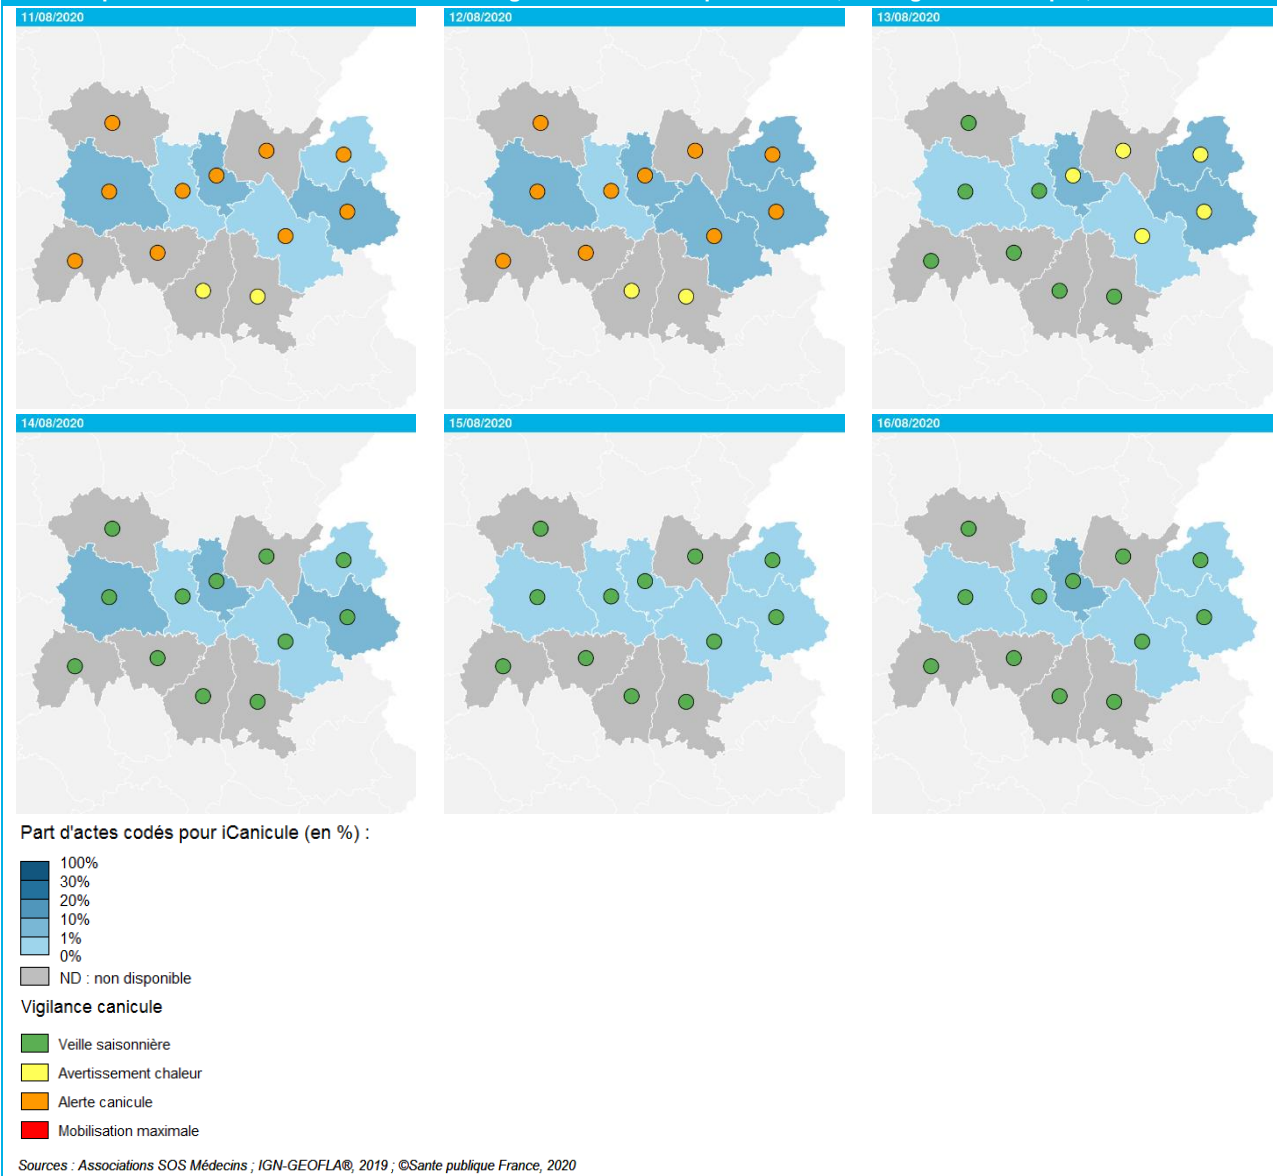 11/08/2020
12/08/2020
13/08/2020
14/08/2020
15/08/2020
16/08/2020
Part d'actes codés pour iCanicule (en %) :
100%
30%
20%
10%
1%
0%
ND : non disponible
Vigilance canicule
Veille saisonnière
Avertissement chaleur
Alerte canicule
Mobilisation maximale
Sources : Associations SOS Médecins ; IGN-GEOFLA®, 2019 ; ©Sante publique France, 2020